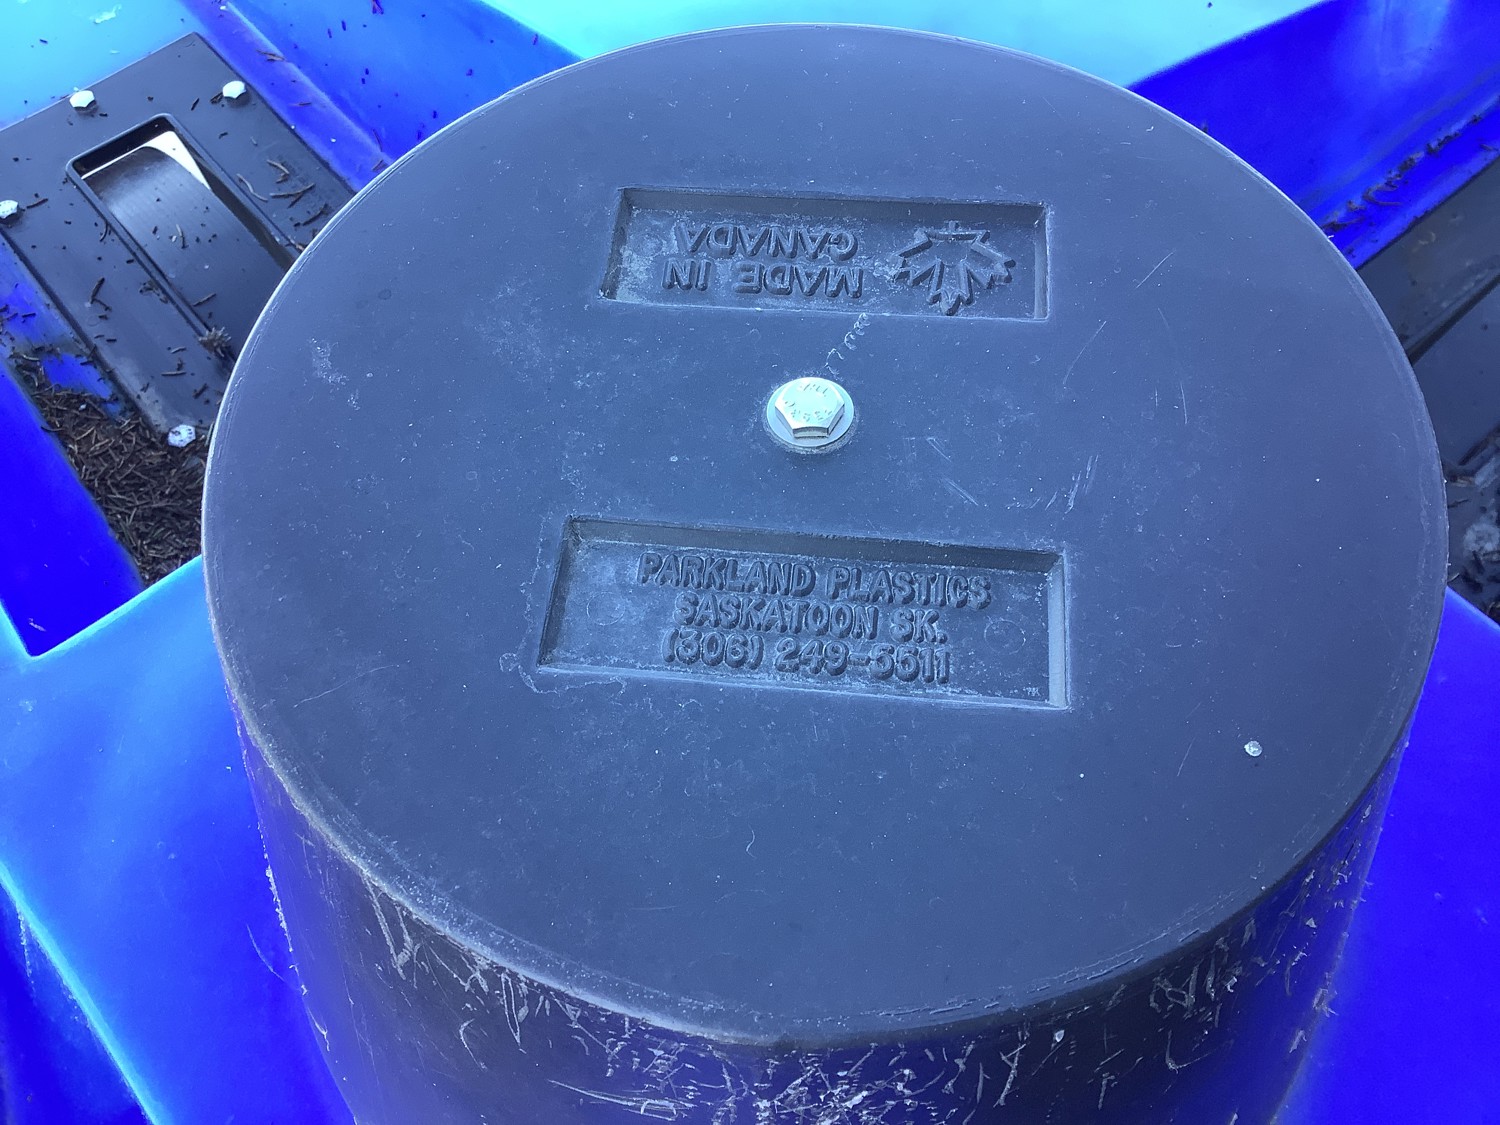 MADE IN
CANADA
PARKLAND PLASTICS
SASKATOON SK.
(306) 249-5511